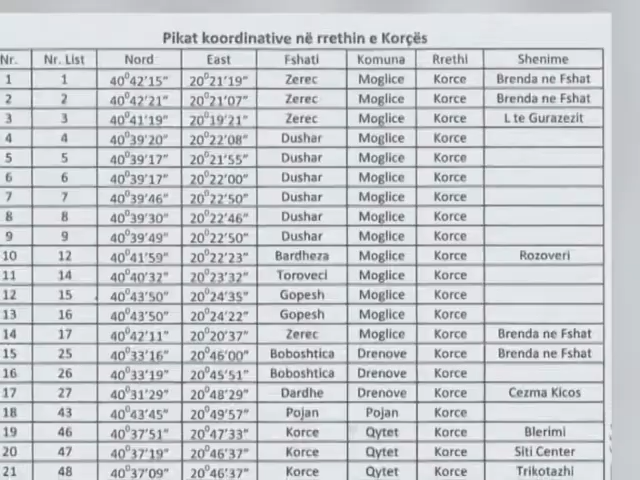 Pikat koordinative në rrethin e Korçës
Nr. Nr. List Nord East Fshati Komuna Rrethi Shenime
1 1 40⁰42'15" 20⁰21'19" Zerec Moglice Korce Brenda ne Fshat
2 2 40⁰42'21" 20⁰21'07" Zerec Moglice Korce Brenda ne Fshat
3 3 40⁰41'19" 20⁰19'21" Zerec Moglice Korce L te Gurazezit
4 4 40⁰39'20" 20⁰22'08" Dushar Moglice Korce
5 5 40⁰39'17" 20⁰21'55" Dushar Moglice Korce
6 6 40⁰39'17" 20⁰22'00" Dushar Moglice Korce
7 7 40⁰39'46" 20⁰22'50" Dushar Moglice Korce
8 8 40⁰39'30" 20⁰22'46" Dushar Moglice Korce
9 9 40⁰39'49" 20⁰22'50" Dushar Moglice Korce
10 12 40⁰41'59" 20⁰22'23" Bardheza Moglice Korce Rozoveri
11 14 40⁰40'32" 20⁰23'32" Toroveci Moglice Korce
12 15 40⁰43'50" 20⁰24'35" Gopesh Moglice Korce
13 16 40⁰43'50" 20⁰24'22" Gopesh Moglice Korce
14 17 40⁰42'11" 20⁰20'37" Zerec Moglice Korce Brenda ne Fshat
15 25 40⁰33'16" 20⁰46'00" Boboshtica Drenove Korce Brenda ne Fshat
16 26 40⁰33'19" 20⁰45'51" Boboshtica Drenove Korce
17 27 40⁰31'29" 20⁰48'29" Dardhe Drenove Korce Cezma Kicos
18 43 40⁰43'45" 20⁰49'57" Pojan Pojan Korce
19 46 40⁰37'51" 20⁰47'33" Korce Qytet Korce Blerimi
20 47 40⁰37'19" 20⁰46'37" Korce Qytet Korce Siti Center
21 48 40⁰37'09" 20⁰46'37" Korce Qytet Korce Trikotazhi